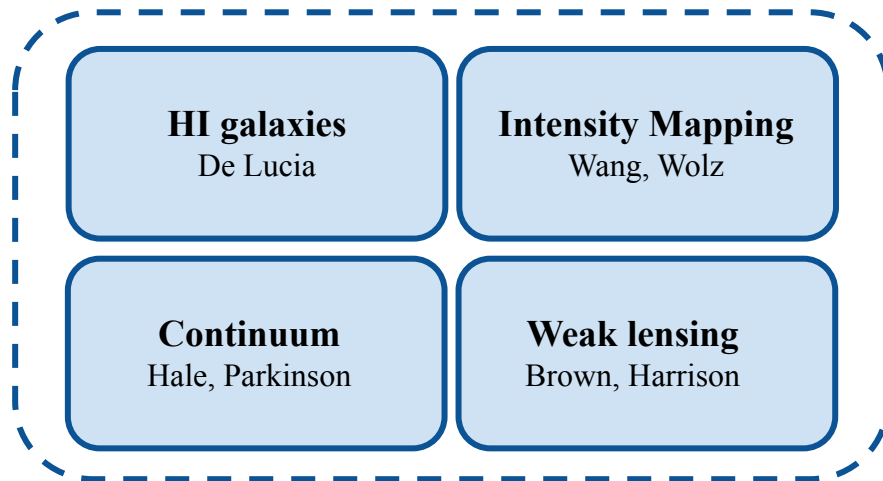 HI galaxies
De Lucia
Intensity Mapping
Wang, Wolz
Continuum
Hale, Parkinson
Weak lensing
Brown, Harrison